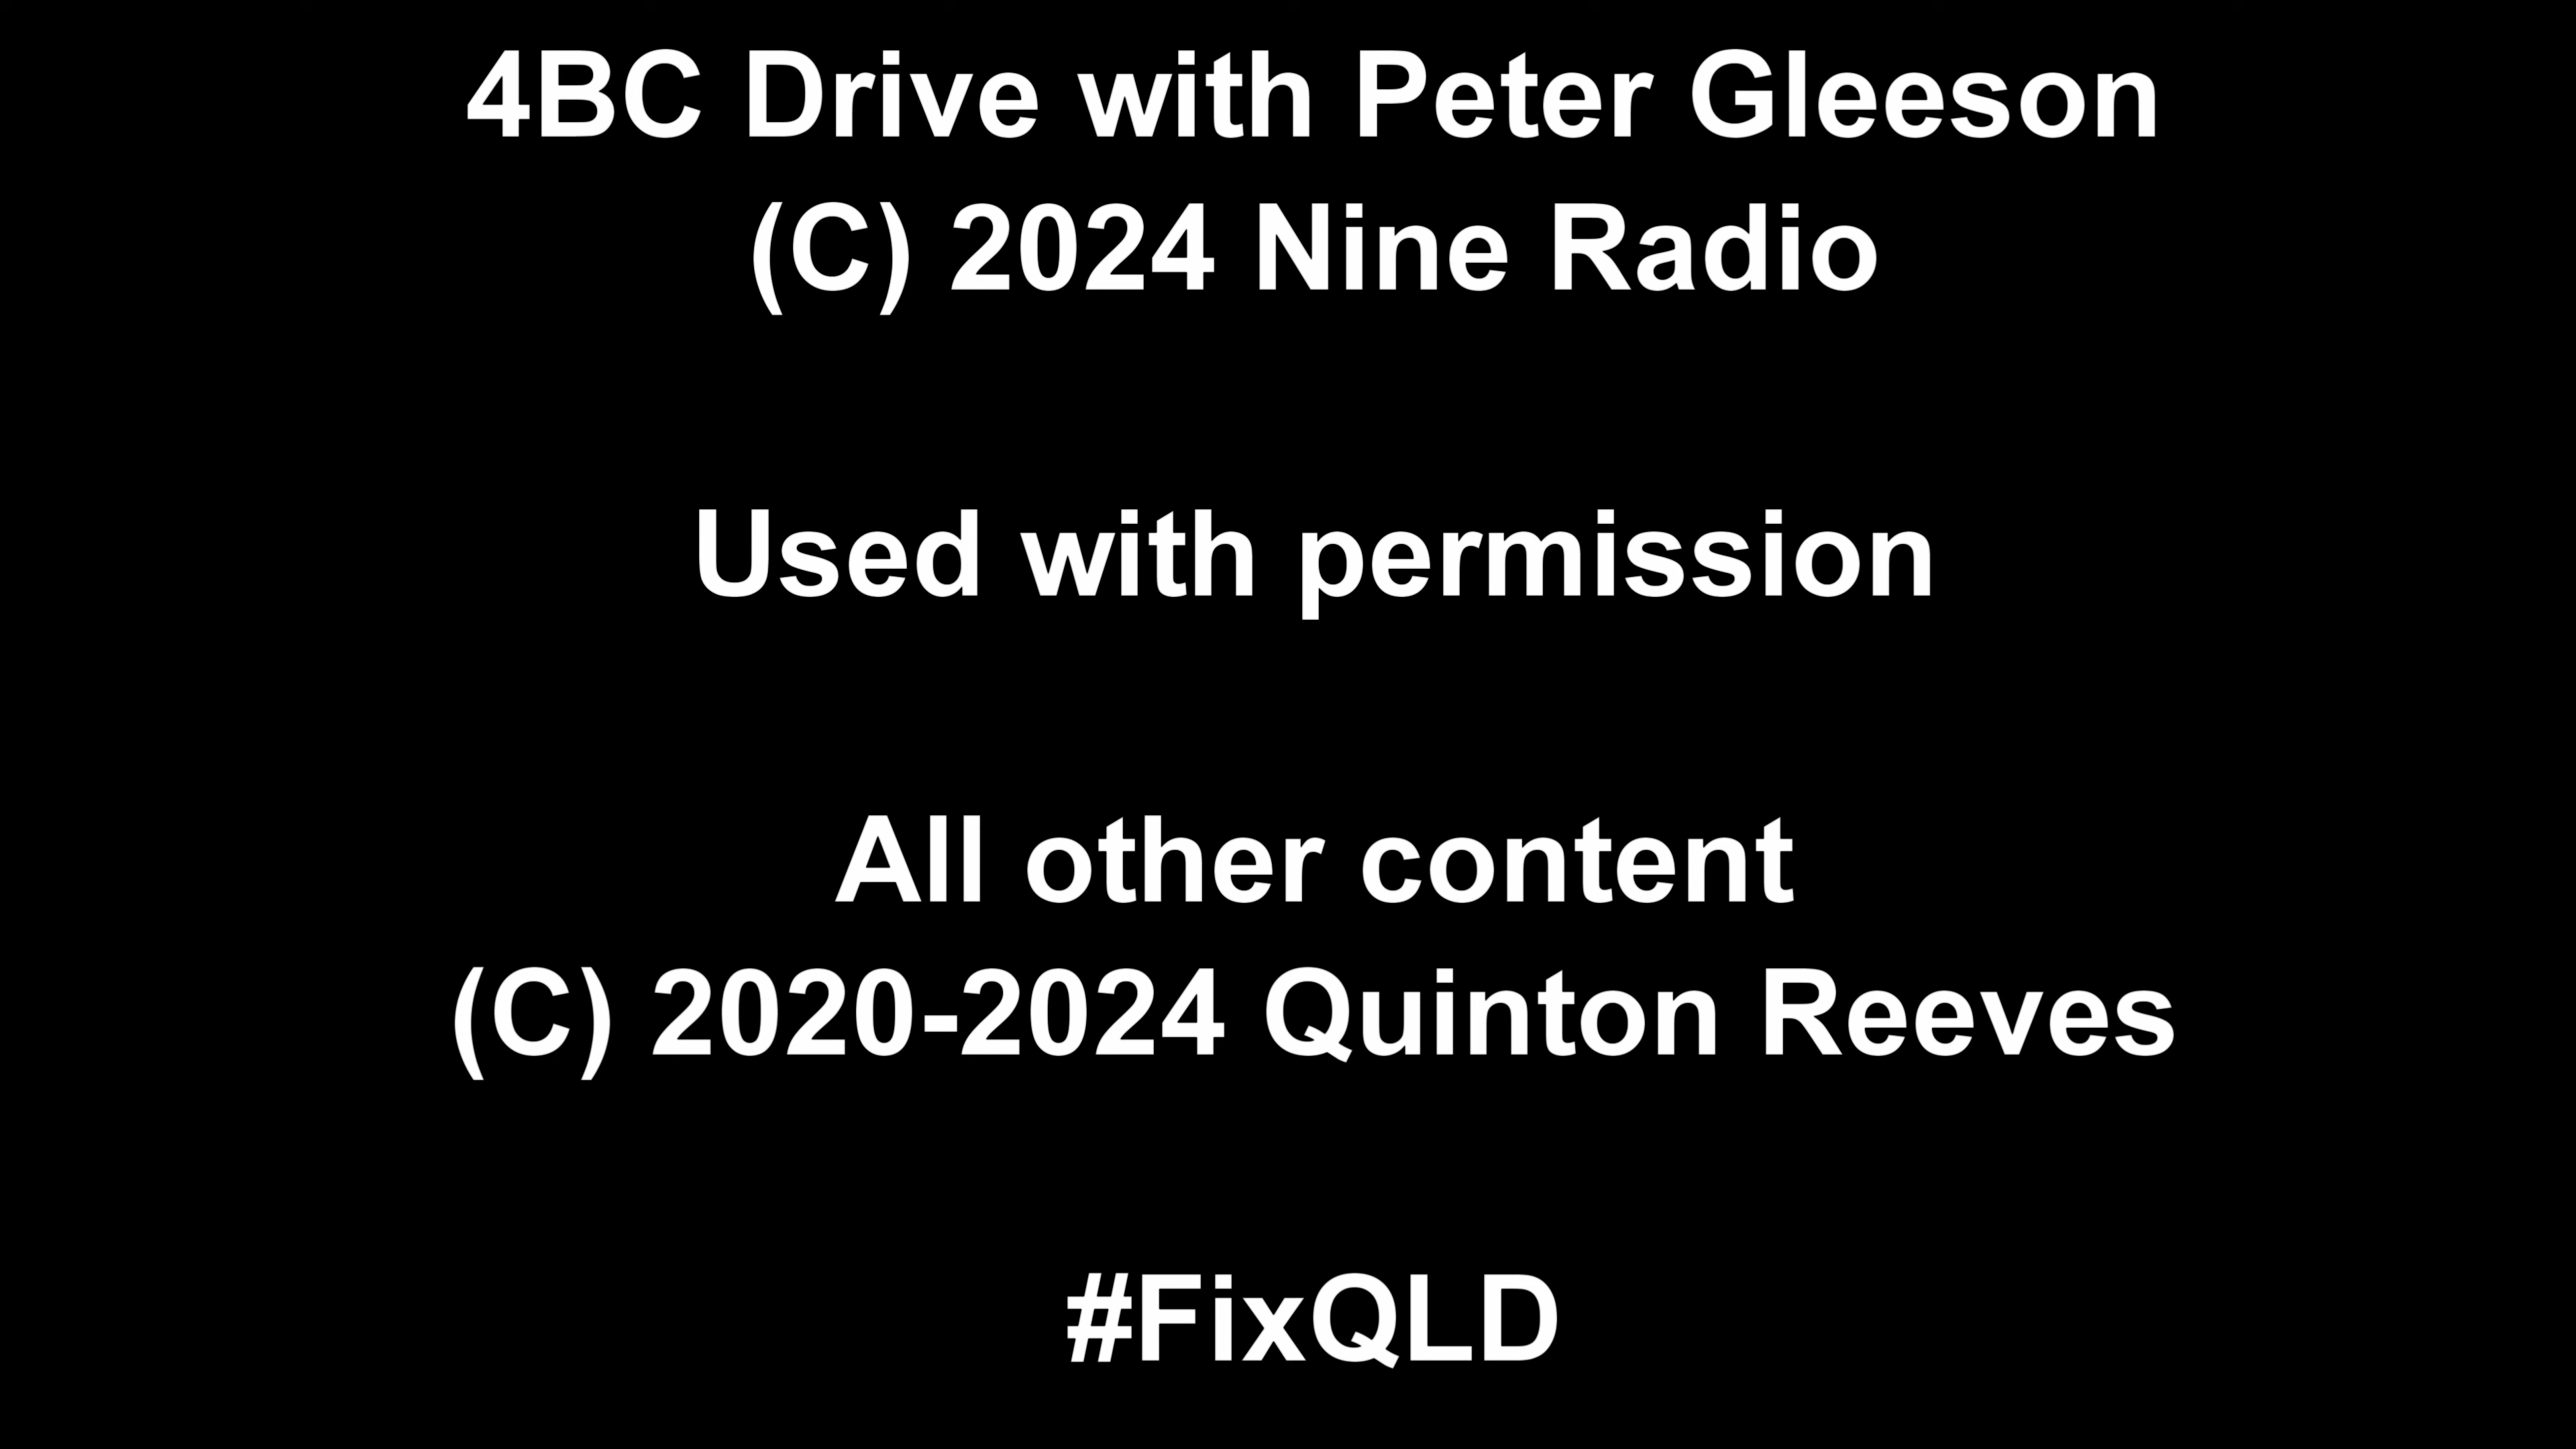 4BC Drive with Peter Gleeson
(C) 2024 Nine Radio
Used with permission
All other content
(C) 2020-2024 Quinton Reeves
#FixQLD